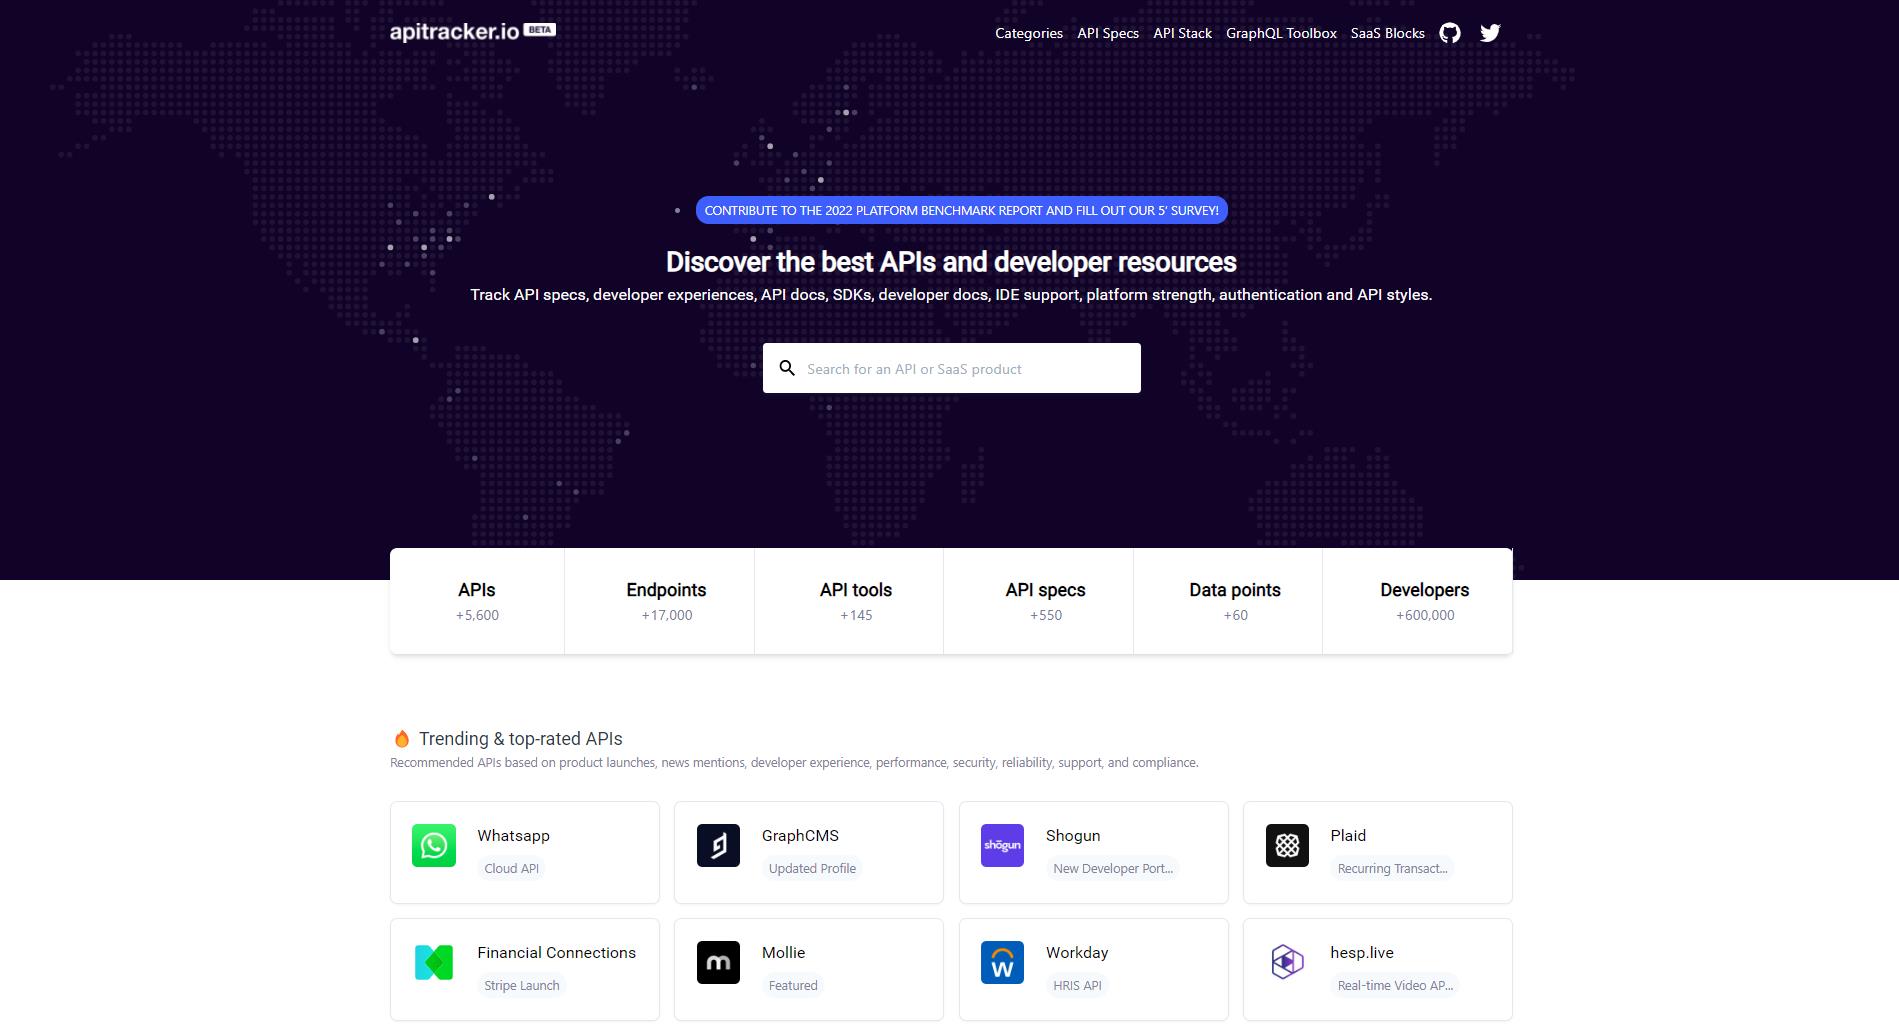 apitracker.io BETA
Categories API Specs API Stack GraphQL Toolbox SaaS Blocks
CONTRIBUTE TO THE 2022 PLATFORM BENCHMARK REPORT AND FILL OUT OUR 5' SURVEY!
Discover the best APIs and developer resources
Track API specs, developer experiences, API docs, SDKs, developer docs, IDE support, platform strength, authentication and API styles.
Search for an API or SaaS product
APIs Endpoints API tools API specs Data points Developers
+5,600 +17,000 +145 +550 +60 +600,000
Trending & top-rated APIs
Recommended APIs based on product launches, news mentions, developer experience, performance, security, reliability, support, and compliance.
Whatsapp GraphCMS shōgun Shogun Plaid
Cloud API Updated Profile New Developer Port... Recurring Transact...
Financial Connections m Mollie W Workday hesp.live
Stripe Launch Featured HRIS API Real-time Video AP...